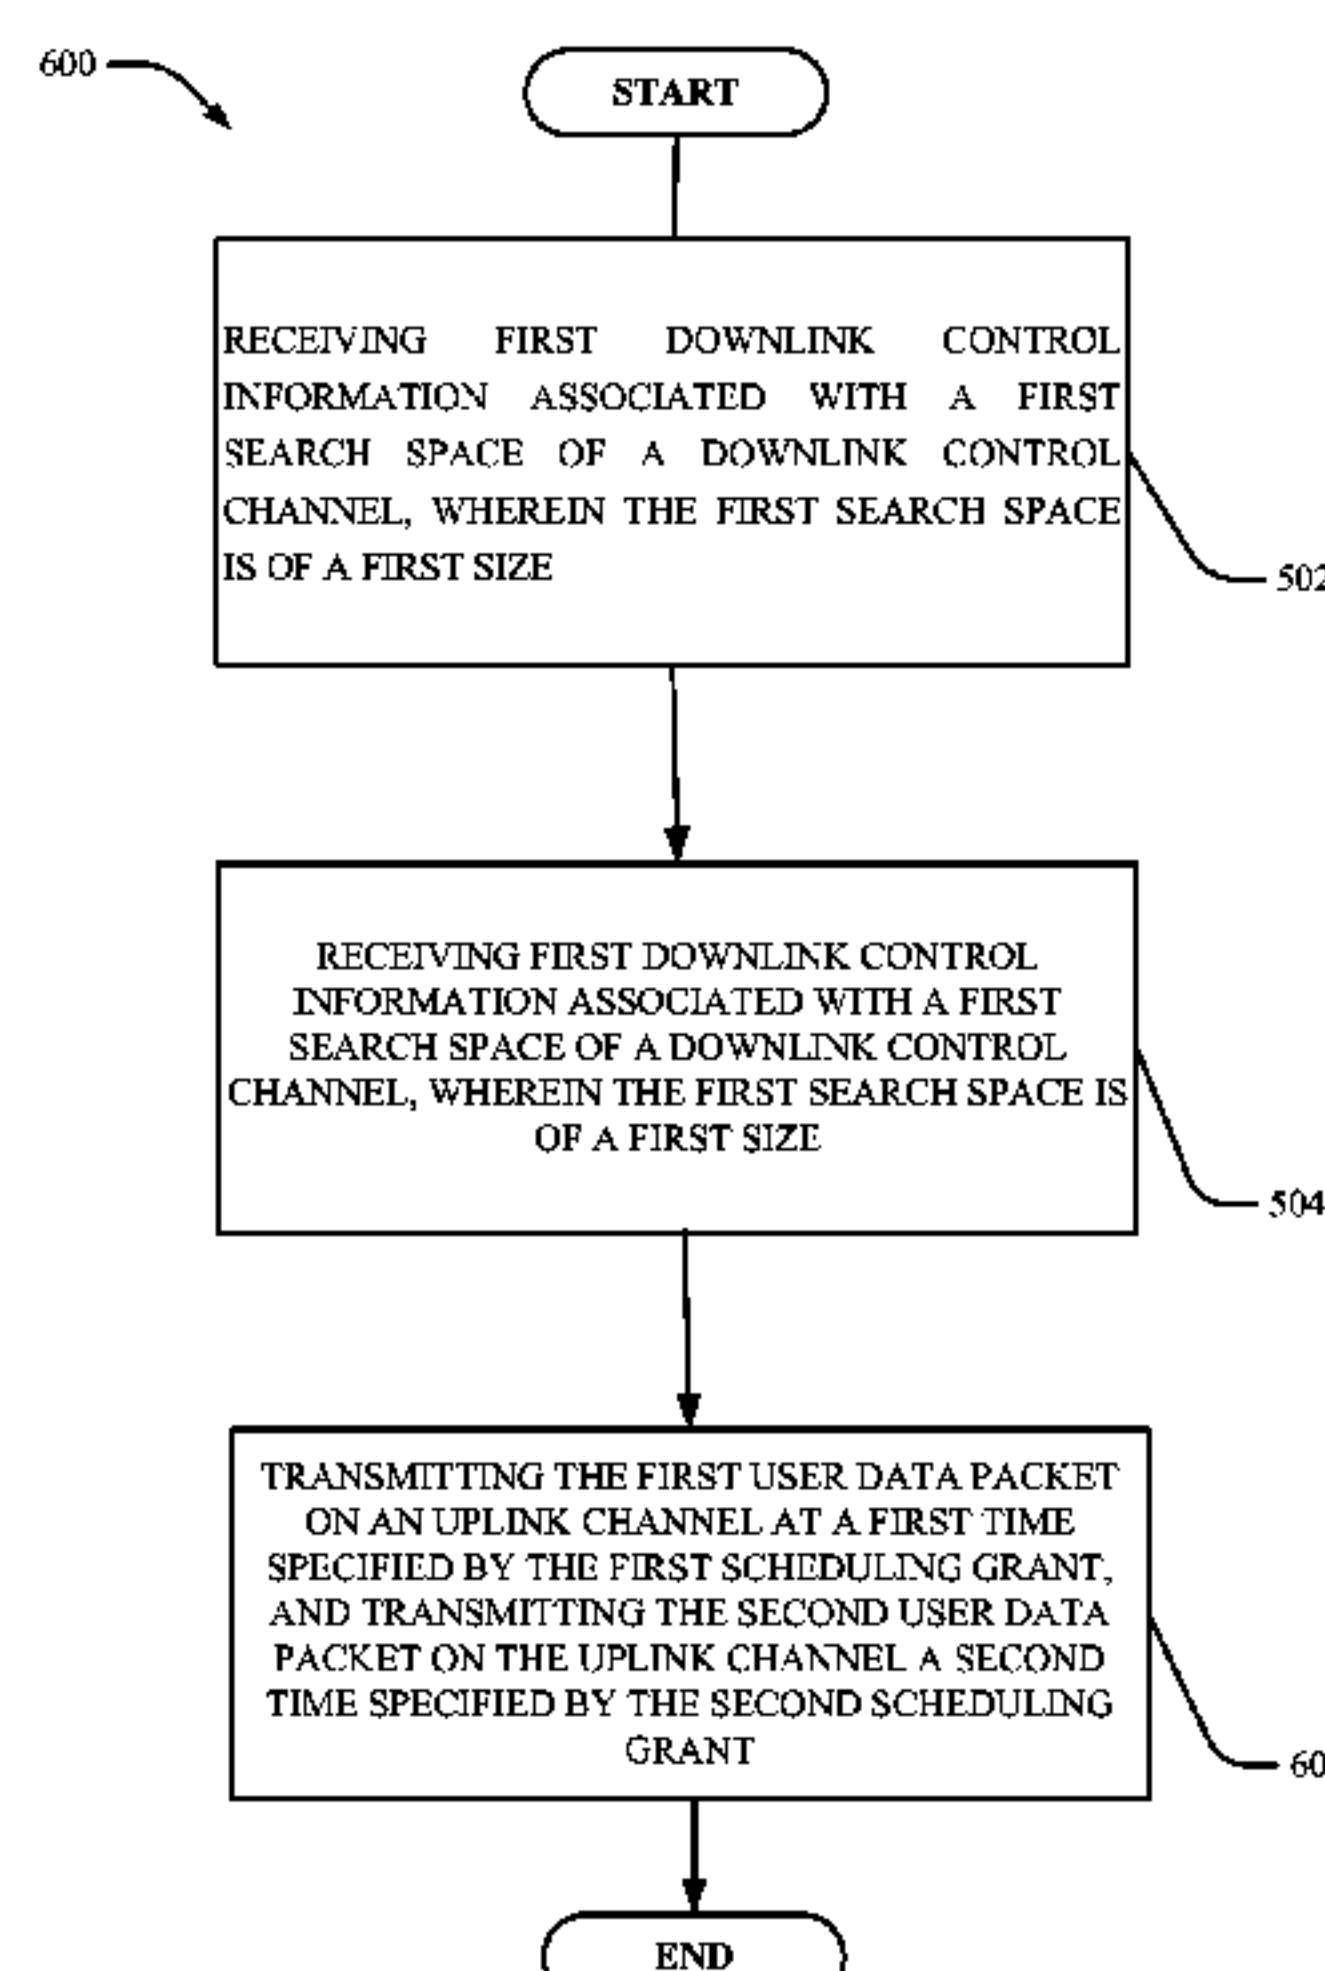 600
START
RECEIVING FIRST DOWNLINK CONTROL
INFORMATION ASSOCIATED WITH A FIRST
SEARCH SPACE OF A DOWNLINK CONTROL
CHANNEL, WHEREIN THE FIRST SEARCH SPACE
IS OF A FIRST SIZE
502
RECEIVING FIRST DOWNLINK CONTROL
INFORMATION ASSOCIATED WITH A FIRST
SEARCH SPACE OF A DOWNLINK CONTROL
CHANNEL, WHEREIN THE FIRST SEARCH SPACE IS
OF A FIRST SIZE
504
TRANSMITTING THE FIRST USER DATA PACKET
ON AN UPLINK CHANNEL AT A FIRST TIME
SPECIFIED BY THE FIRST SCHEDULING GRANT,
AND TRANSMITTING THE SECOND USER DATA
PACKET ON THE UPLINK CHANNEL A SECOND
TIME SPECIFIED BY THE SECOND SCHEDULING
GRANT
END